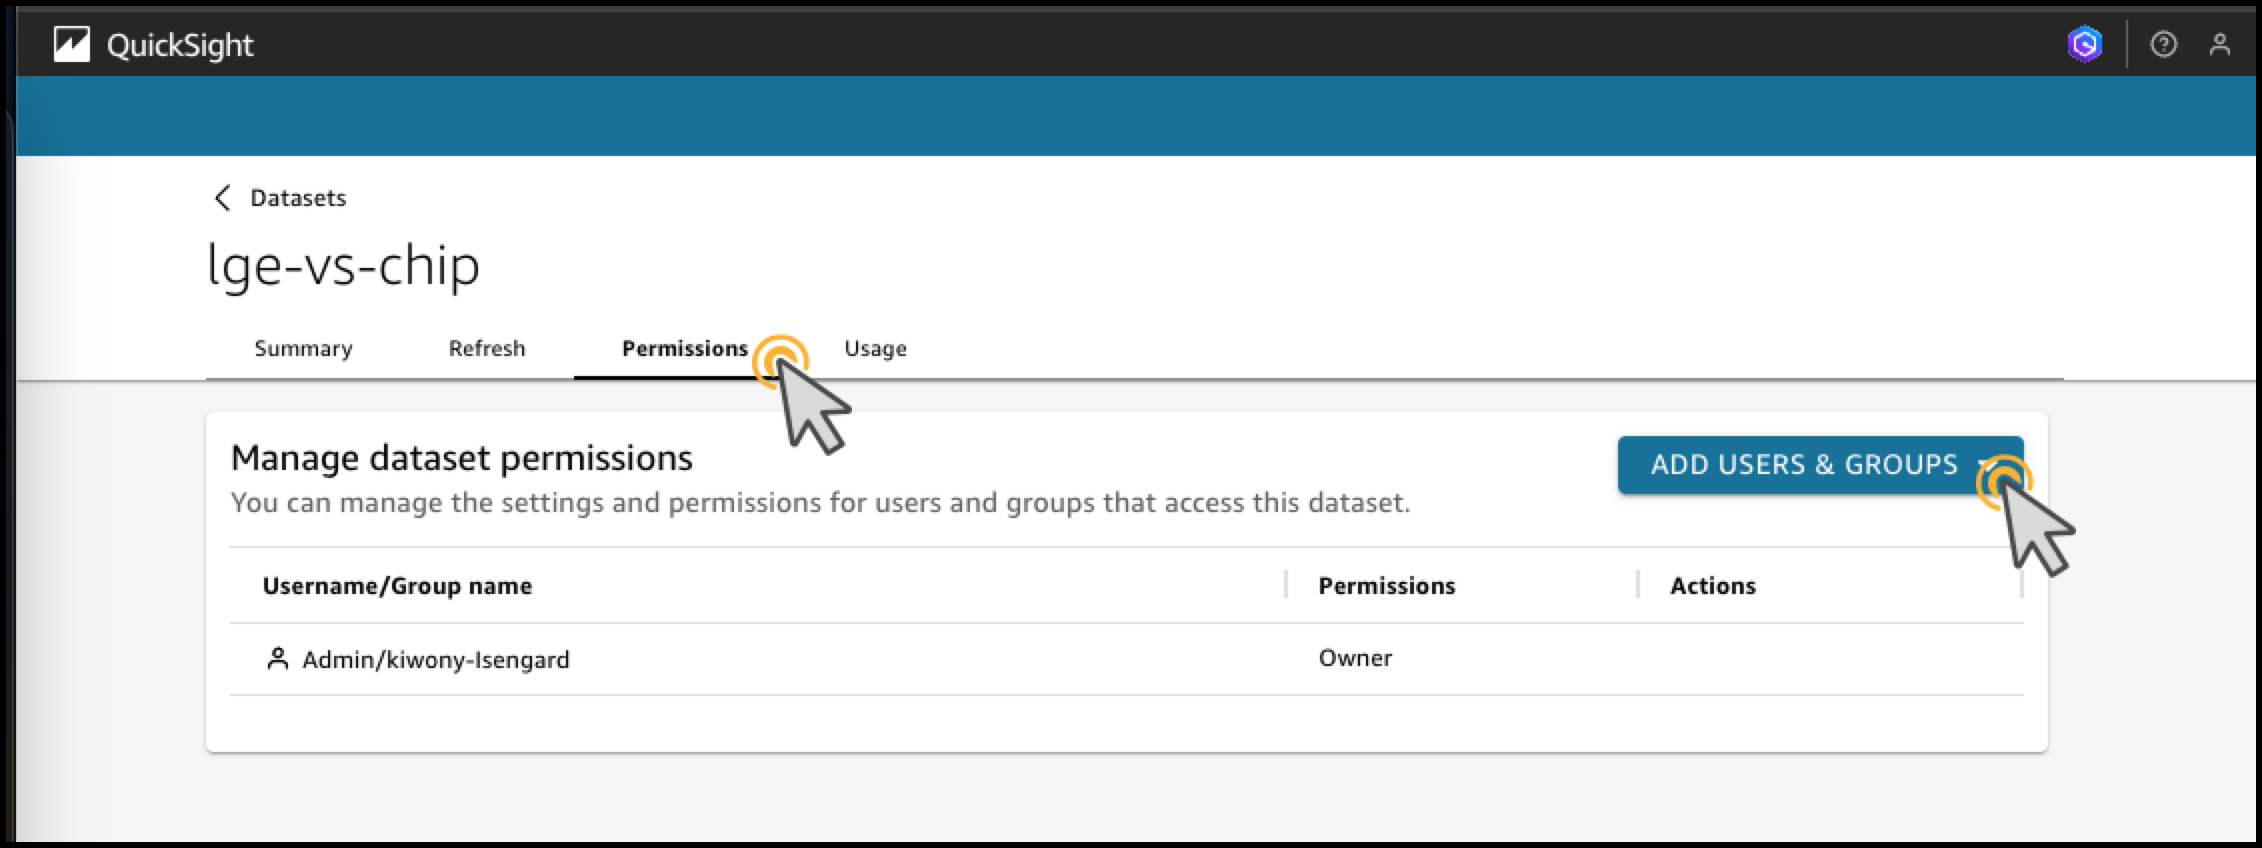 QuickSight
Datasets
lge-vs-chip
Summary Refresh Permissions Usage
Manage dataset permissions
ADD USERS & GROUPS
You can manage the settings and permissions for users and groups that access this dataset.
Username/Group name Permissions Actions
Admin/kiwony-Isengard Owner